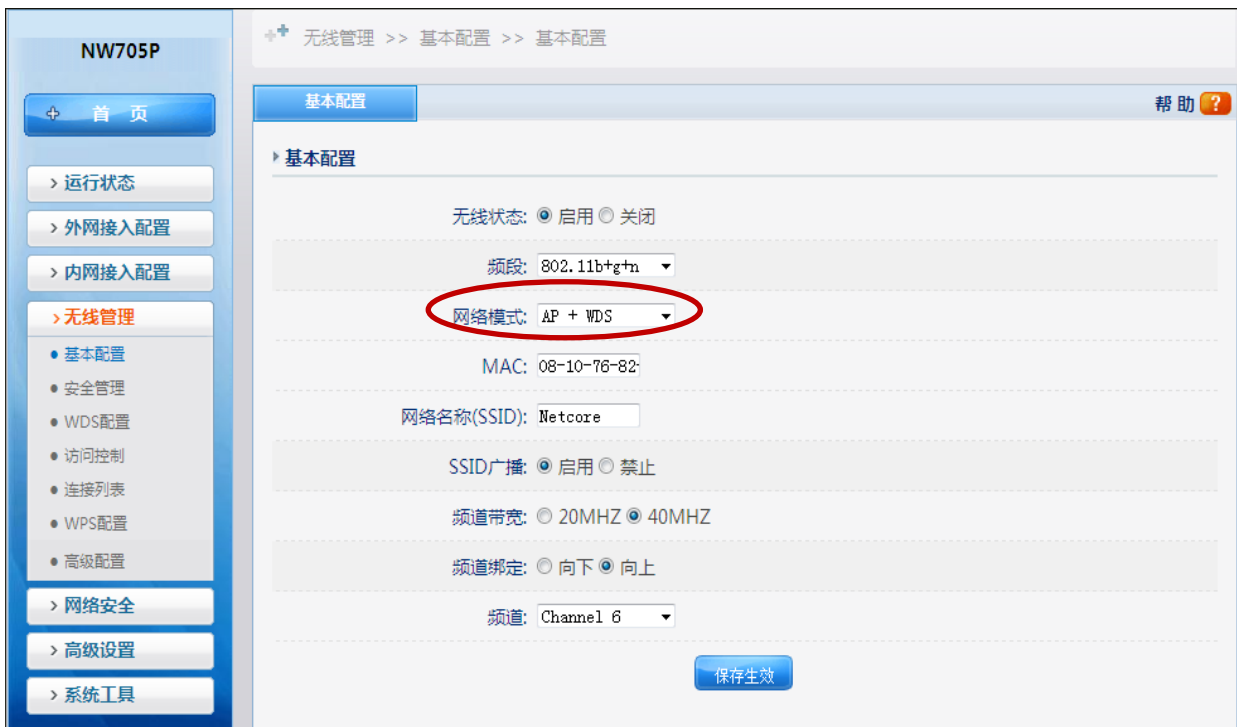 NW705P
首 页
> 运行状态
> 外网接入配置
> 内网接入配置
> 无线管理
● 基本配置
● 安全管理
● WDS配置
● 访问控制
● 连接列表
● WPS配置
● 高级配置
> 网络安全
> 高级设置
> 系统工具
无线管理 >> 基本配置 >> 基本配置
基本配置
帮助 ?
基本配置
无线状态: 启用 关闭
频段: 802.11b+g+n
网络模式: AP + WDS
MAC: 08-10-76-82-
网络名称(SSID): Netcore
SSID广播: 启用 禁止
频道带宽: 20MHZ 40MHZ
频道绑定: 向下 向上
频道: Channel 6
保存生效